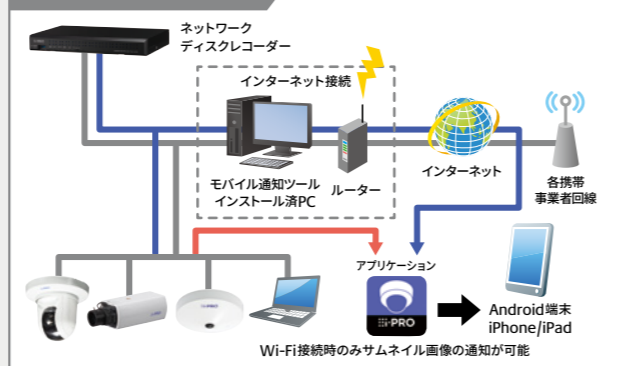 ネットワーク
ディスクレコーダー
インターネット接続
モバイル通知ツール
インストール済PC
ルーター
インターネット
各携帯
事業者回線
アプリケーション
i-PRO
Android端末
iPhone/iPad
Wi-Fi接続時のみサムネイル画像の通知が可能